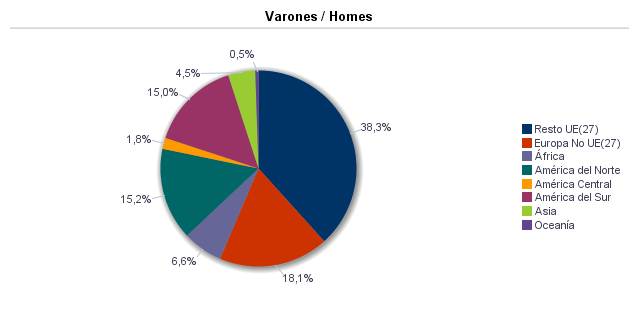 Varones / Homes
0,5%
4,5%
15,0%
1,8%
15,2%
6,6%
18,1%
38,3%
Resto UE(27)
Europa No UE(27)
África
América del Norte
América Central
América del Sur
Asia
Oceanía